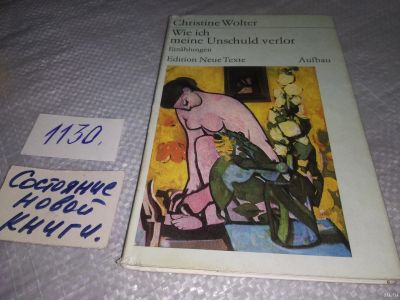 Christine Wolter
Wie ich
meine Unschuld verlor
Erzählungen
Edition Neue Texte Aufbau
1130.
Состояние
новой
книги.